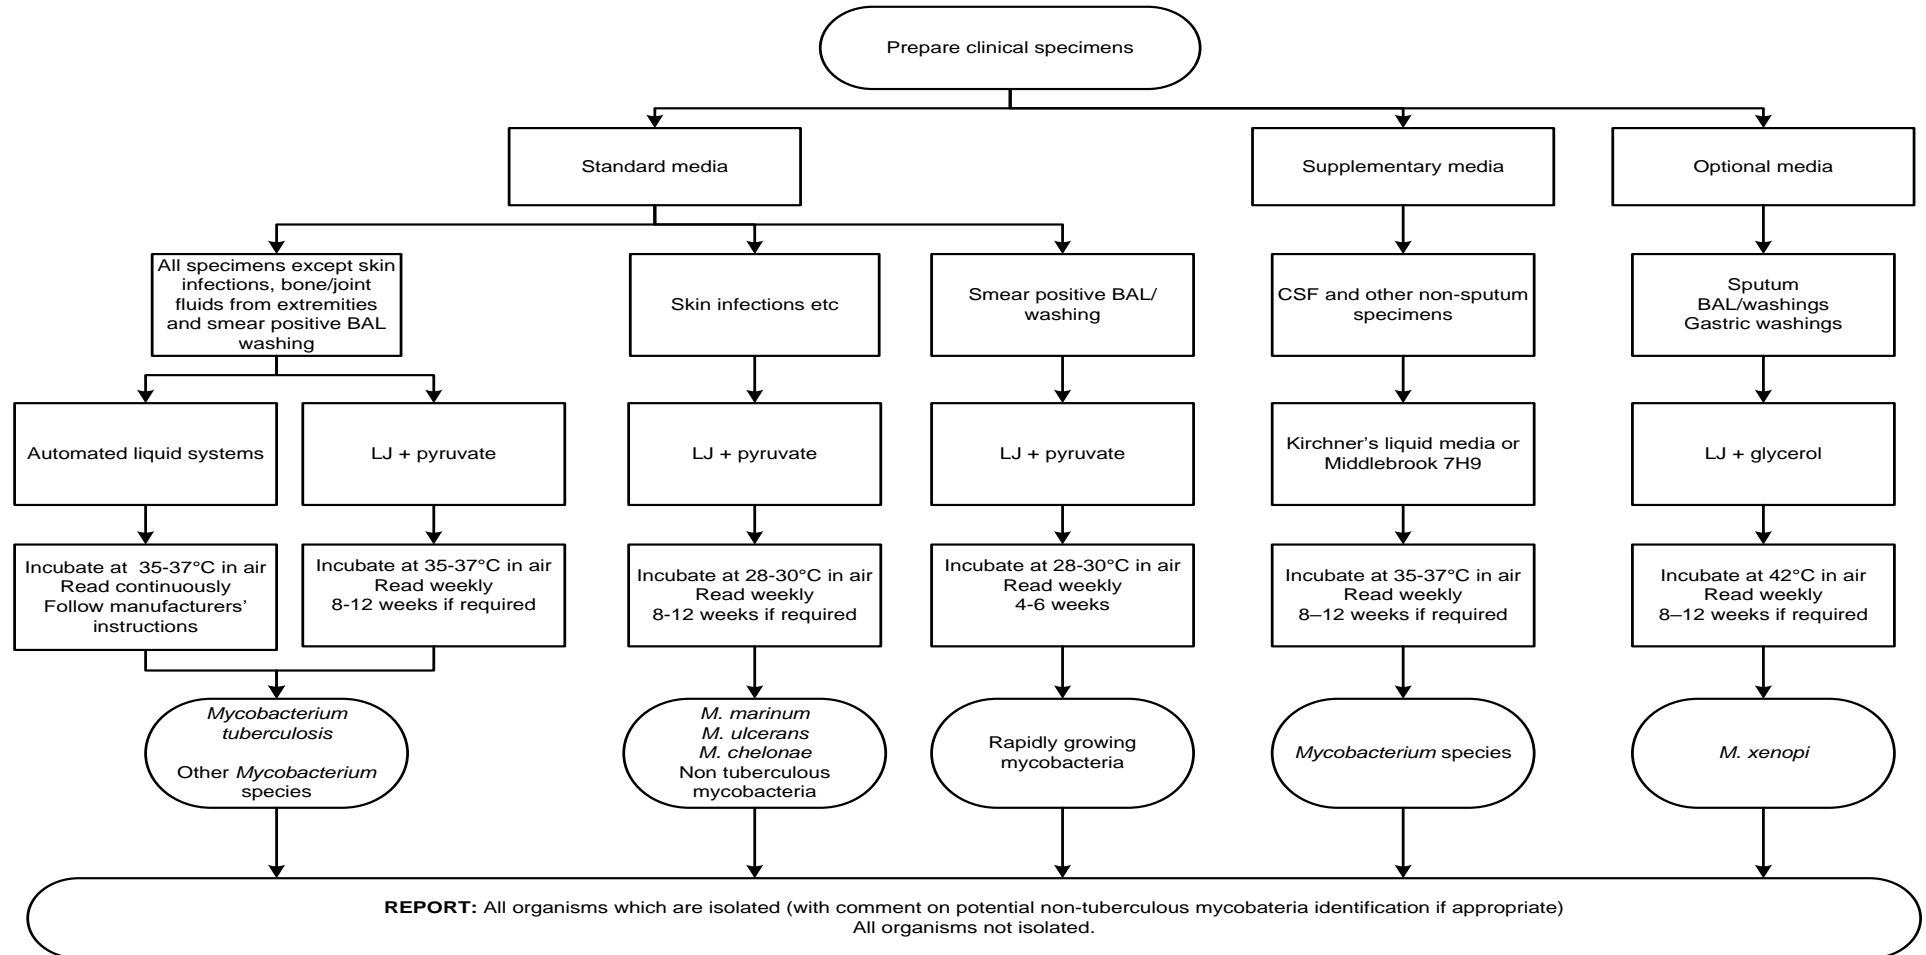 Prepare clinical specimens
Standard media
Supplementary media
Optional media
All specimens except skin
infections, bone/joint
fluids from extremities
and smear positive BAL
washing
Skin infections etc
Smear positive BAL/
washing
CSF and other non-sputum
specimens
Sputum
BAL/washings
Gastric washings
Automated liquid systems
LJ + pyruvate
LJ + pyruvate
LJ + pyruvate
Kirchner’s liquid media or
Middlebrook 7H9
LJ + glycerol
Incubate at 35-37°C in air
Read continuously
Follow manufacturers’
instructions
Incubate at 35-37°C in air
Read weekly
8-12 weeks if required
Incubate at 28-30°C in air
Read weekly
8-12 weeks if required
Incubate at 28-30°C in air
Read weekly
4-6 weeks
Incubate at 35-37°C in air
Read weekly
8–12 weeks if required
Incubate at 42°C in air
Read weekly
8–12 weeks if required
Mycobacterium
tuberculosis
Other Mycobacterium
species
M. marinum
M. ulcerans
M. chelonae
Non tuberculous
mycobacteria
Rapidly growing
mycobacteria
Mycobacterium species
M. xenopi
REPORT: All organisms which are isolated (with comment on potential non-tuberculous mycobateria identification if appropriate)
All organisms not isolated.